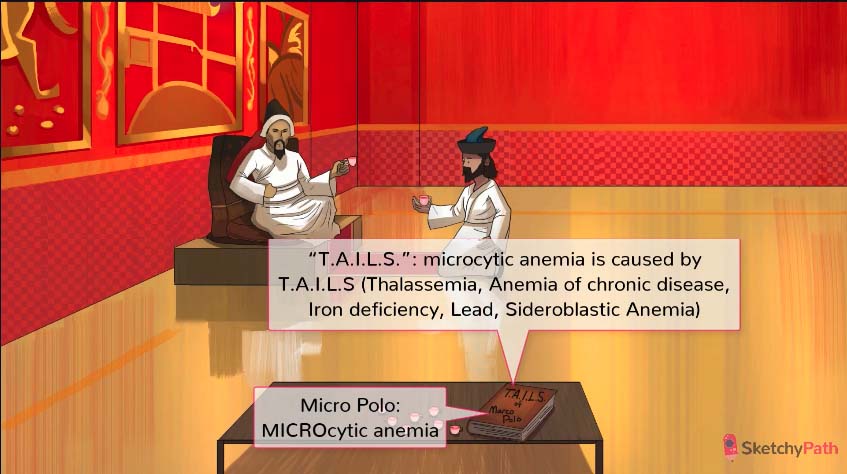 “T.A.I.L.S.”: microcytic anemia is caused by
T.A.I.L.S (Thalassemia, Anemia of chronic disease,
Iron deficiency, Lead, Sideroblastic Anemia)
T.A.I.L.S
of
Marco
Polo
Micro Polo:
MICROcytic anemia
SketchyPath